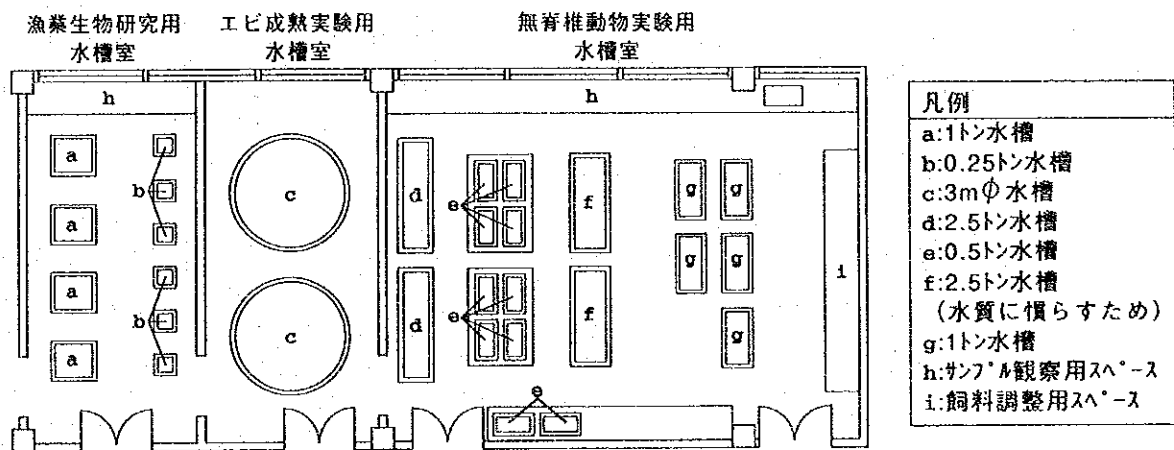 漁業生物研究用
水槽室
エビ成熟実験用
水槽室
無脊椎動物実験用
水槽室
h
h
a
a
a
a
b
b
c
c
d
d
e
e
e
f
f
g
g
g
g
g
i
凡例
a:1トン水槽
b:0.25トン水槽
c:3mφ水槽
d:2.5トン水槽
e:0.5トン水槽
f:2.5トン水槽
(水質に慣らすため)
g:1トン水槽
h:サンプル観察用スペース
i:飼料調整用スペース